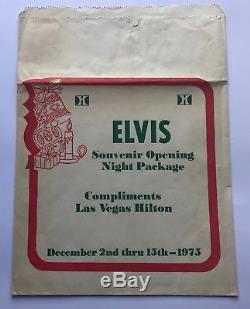 ELVIS
Souvenir Opening
Night Package
Compliments
Las Vegas Hilton
December 2nd thru 15th—1975